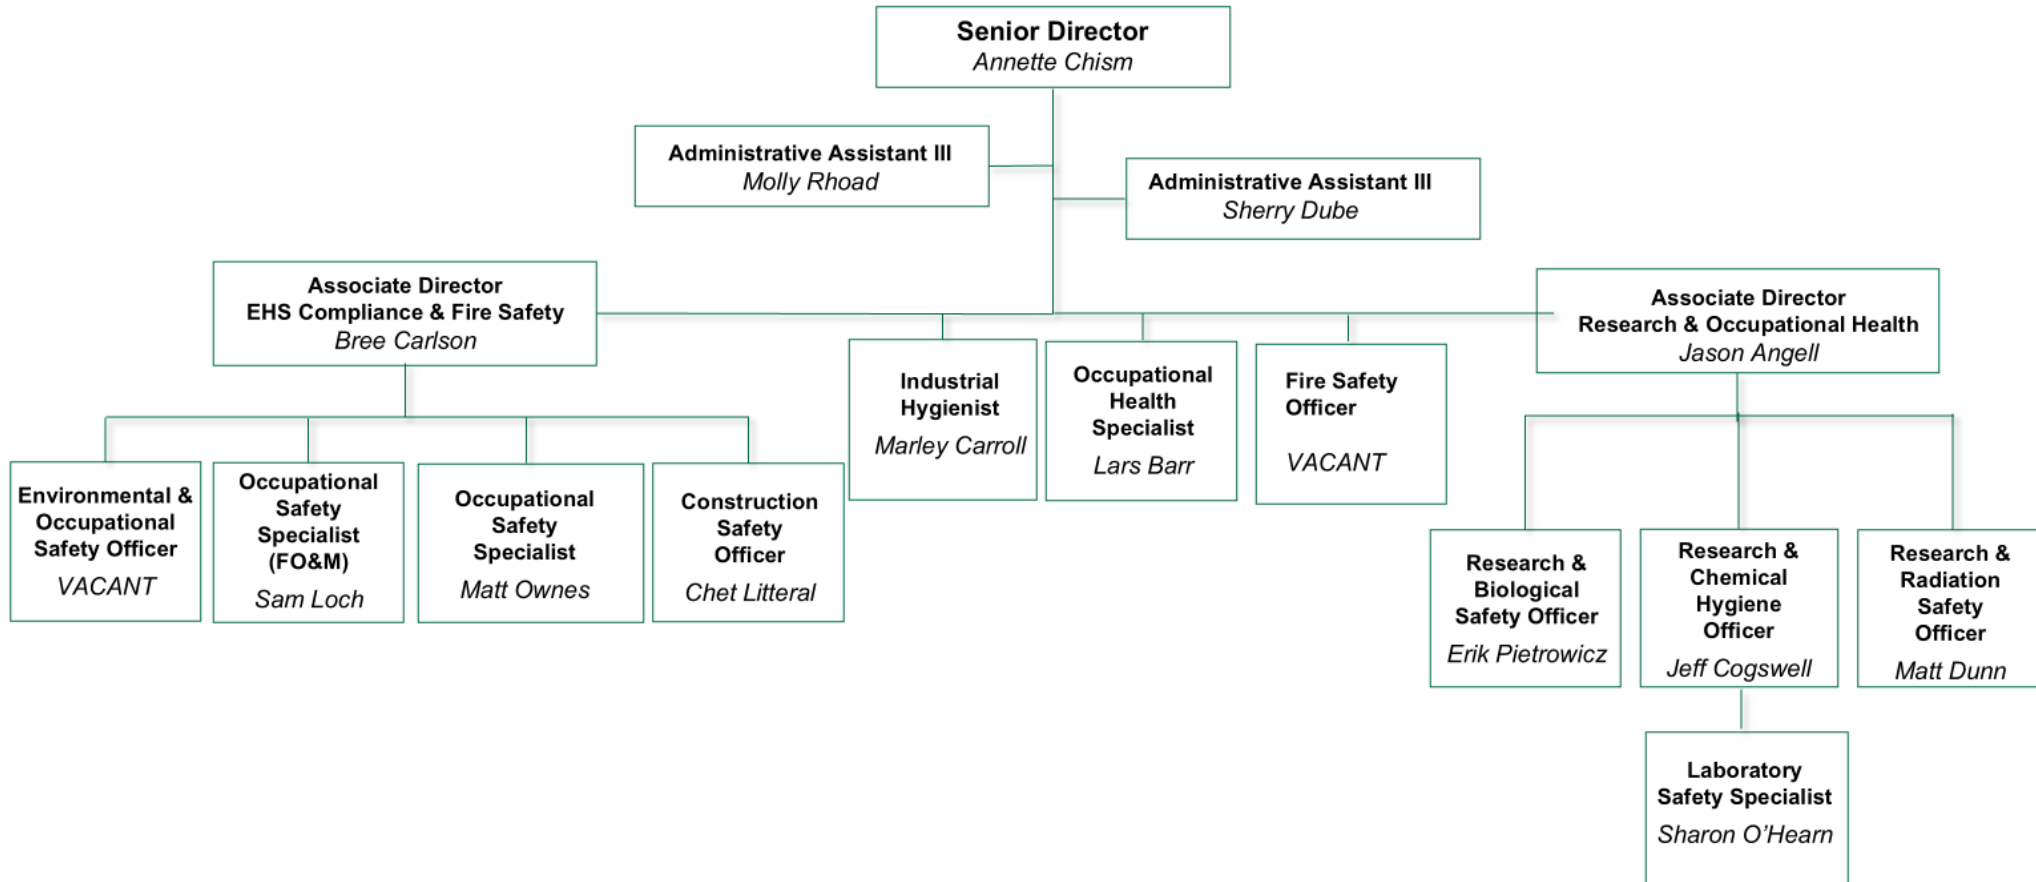 Senior Director
Annette Chism
Administrative Assistant III
Molly Rhoad
Administrative Assistant III
Sherry Dube
Associate Director
EHS Compliance & Fire Safety
Bree Carlson
Associate Director
Research & Occupational Health
Jason Angell
Industrial
Hygienist
Marley Carroll
Occupational
Health
Specialist
Lars Barr
Fire Safety
Officer
VACANT
Environmental &
Occupational
Safety Officer
VACANT
Occupational
Safety
Specialist
(FO&M)
Sam Loch
Occupational
Safety
Specialist
Matt Ownes
Construction
Safety
Officer
Chet Litteral
Research &
Biological
Safety Officer
Erik Pietrowicz
Research &
Chemical
Hygiene
Officer
Jeff Cogswell
Research &
Radiation
Safety
Officer
Matt Dunn
Laboratory
Safety Specialist
Sharon O’Hearn